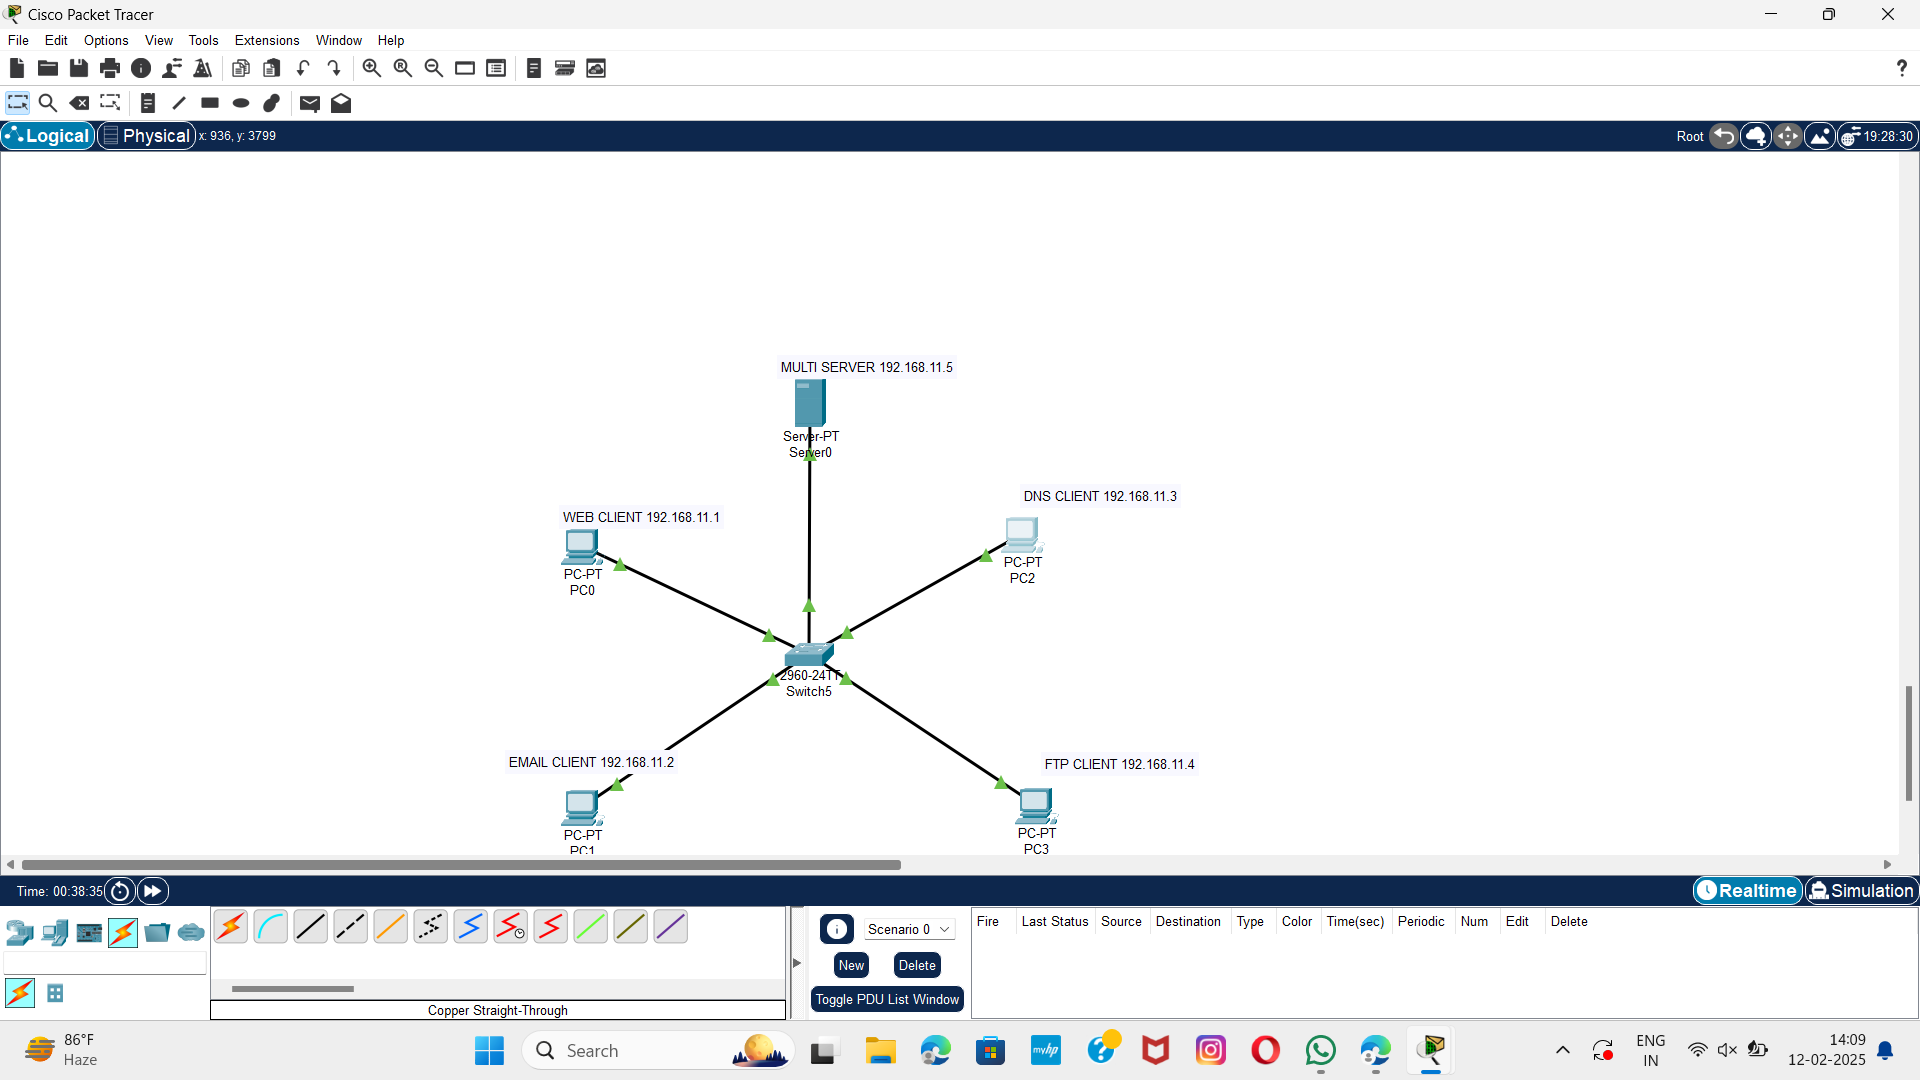 Cisco Packet Tracer
File Edit Options View Tools Extensions Window Help
?
Logical Physical x: 936, y: 3799 Root 19:28:30
MULTI SERVER 192.168.11.5
Server-PT
Server0
DNS CLIENT 192.168.11.3
WEB CLIENT 192.168.11.1
PC-PT
PC2
PC-PT
PC0
2960-24TT
Switch5
EMAIL CLIENT 192.168.11.2
FTP CLIENT 192.168.11.4
PC-PT
PC1
PC-PT
PC3
Time: 00:38:35 Realtime Simulation
Scenario 0
New Delete
Toggle PDU List Window
Fire Last Status Source Destination Type Color Time(sec) Periodic Num Edit Delete
Copper Straight-Through
86°F
Haze
Search
myhp
ENG
IN
14:09
12-02-2025